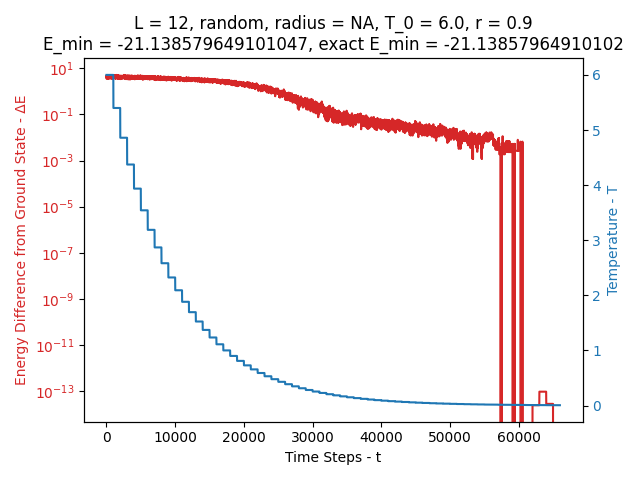 L = 12, random, radius = NA, T_0 = 6.0, r = 0.9
E_min = -21.138579649101047, exact E_min = -21.13857964910102
Energy Difference from Ground State - ΔE
10¹
10⁻¹
10⁻³
10⁻⁵
10⁻⁷
10⁻⁹
10⁻¹¹
10⁻¹³
6
5
4
3
2
1
0
Temperature - T
0 10000 20000 30000 40000 50000 60000
Time Steps - t